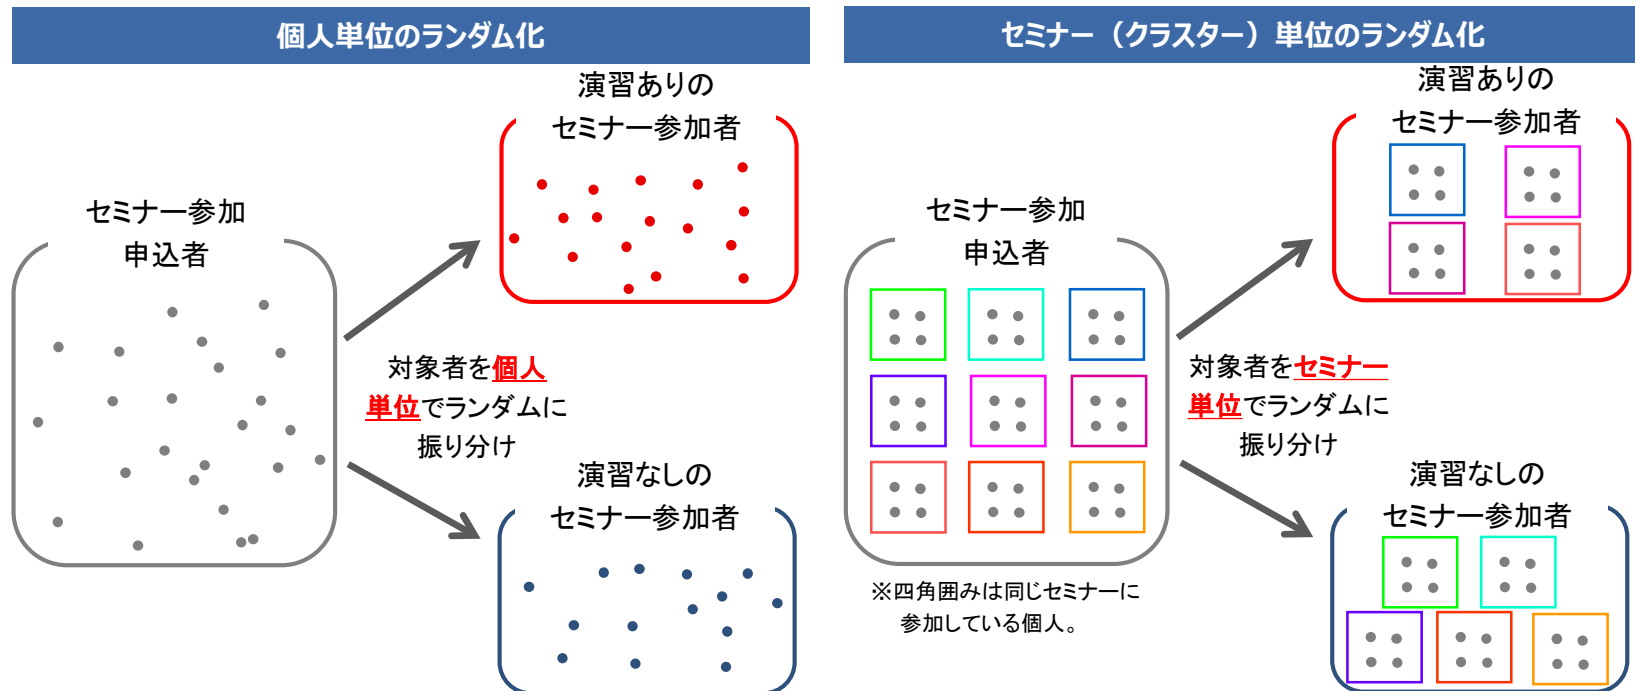 個人単位のランダム化
演習ありの
セミナー参加者
セミナー参加
申込者
対象者を個人
単位でランダムに
振り分け
演習なしの
セミナー参加者
セミナー（クラスター）単位のランダム化
演習ありの
セミナー参加者
セミナー参加
申込者
対象者をセミナー
単位でランダムに
振り分け
演習なしの
セミナー参加者
※四角囲みは同じセミナーに
参加している個人。